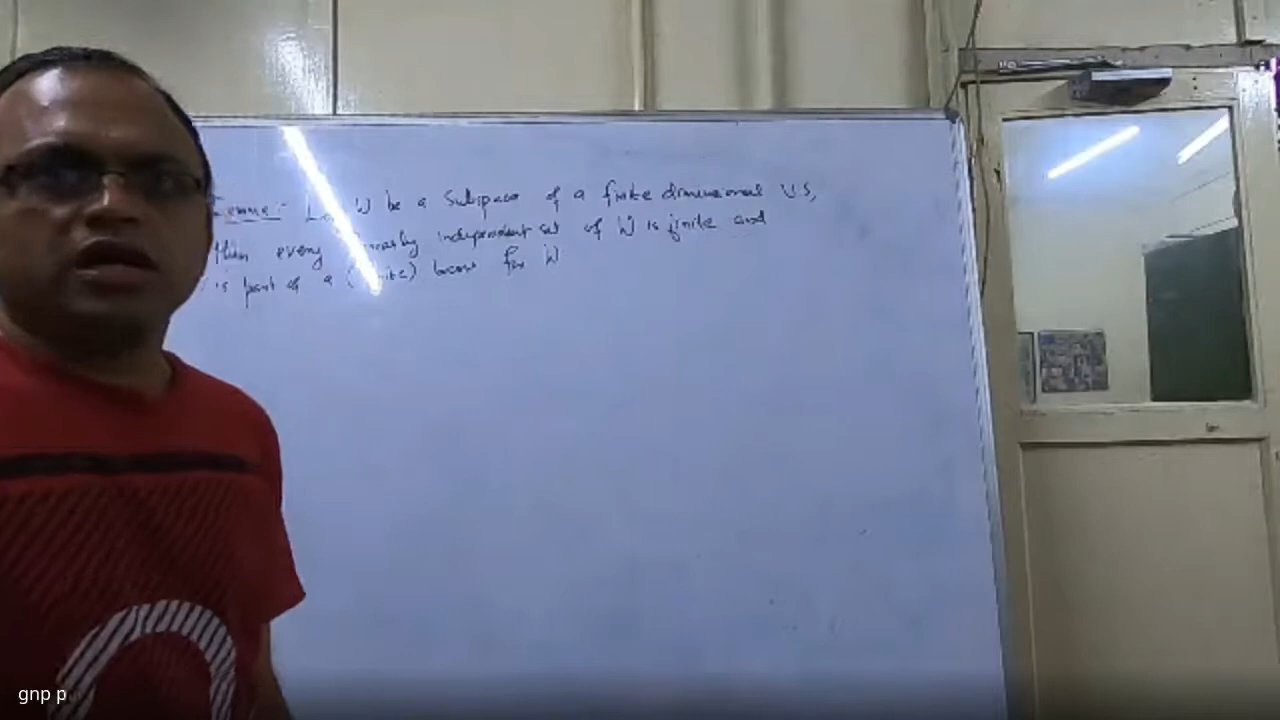 Lemma:- Let W be a Subspace of a finite dimensional V.S,
then every linearly independent set of W is finite and
is part of a (finite) basis for W
gnp p